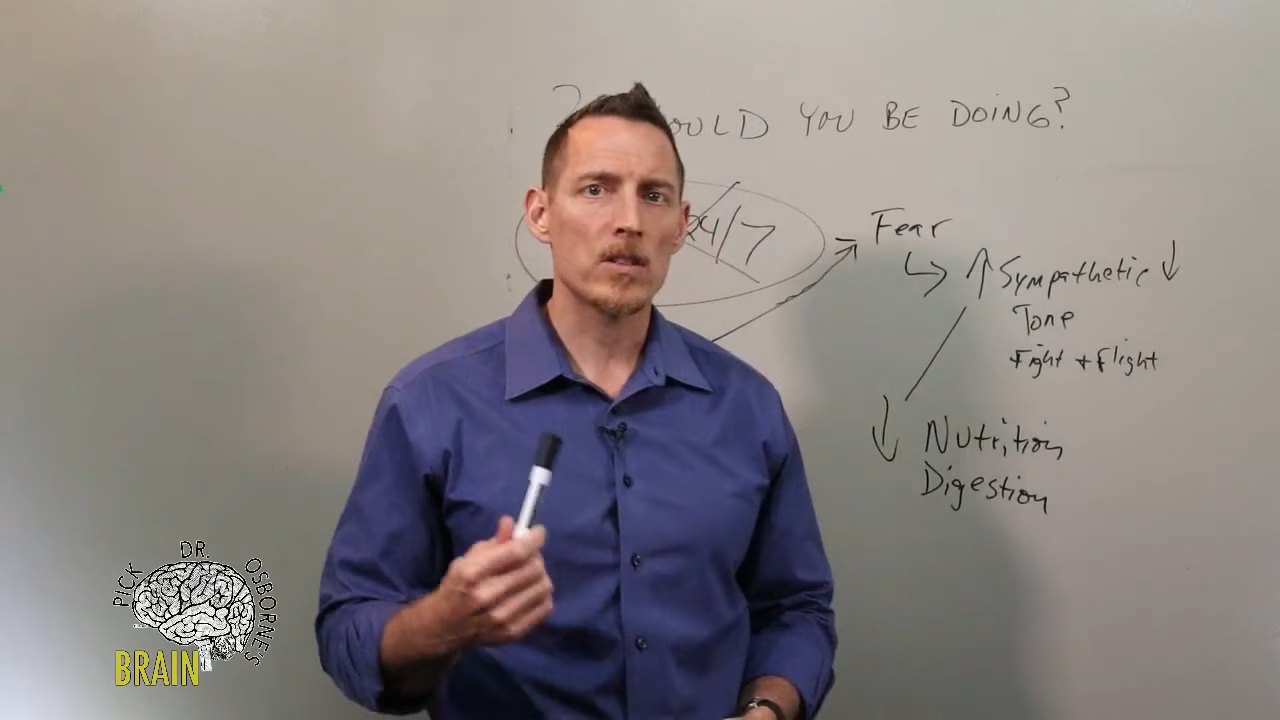 OULD YOU BE DOING?
24/7
Fear
↑ Sympathetic ↓
Tone
Fight + Flight
↓ Nutrition
Digestion
PICK DR. OSBORNE'S
BRAIN